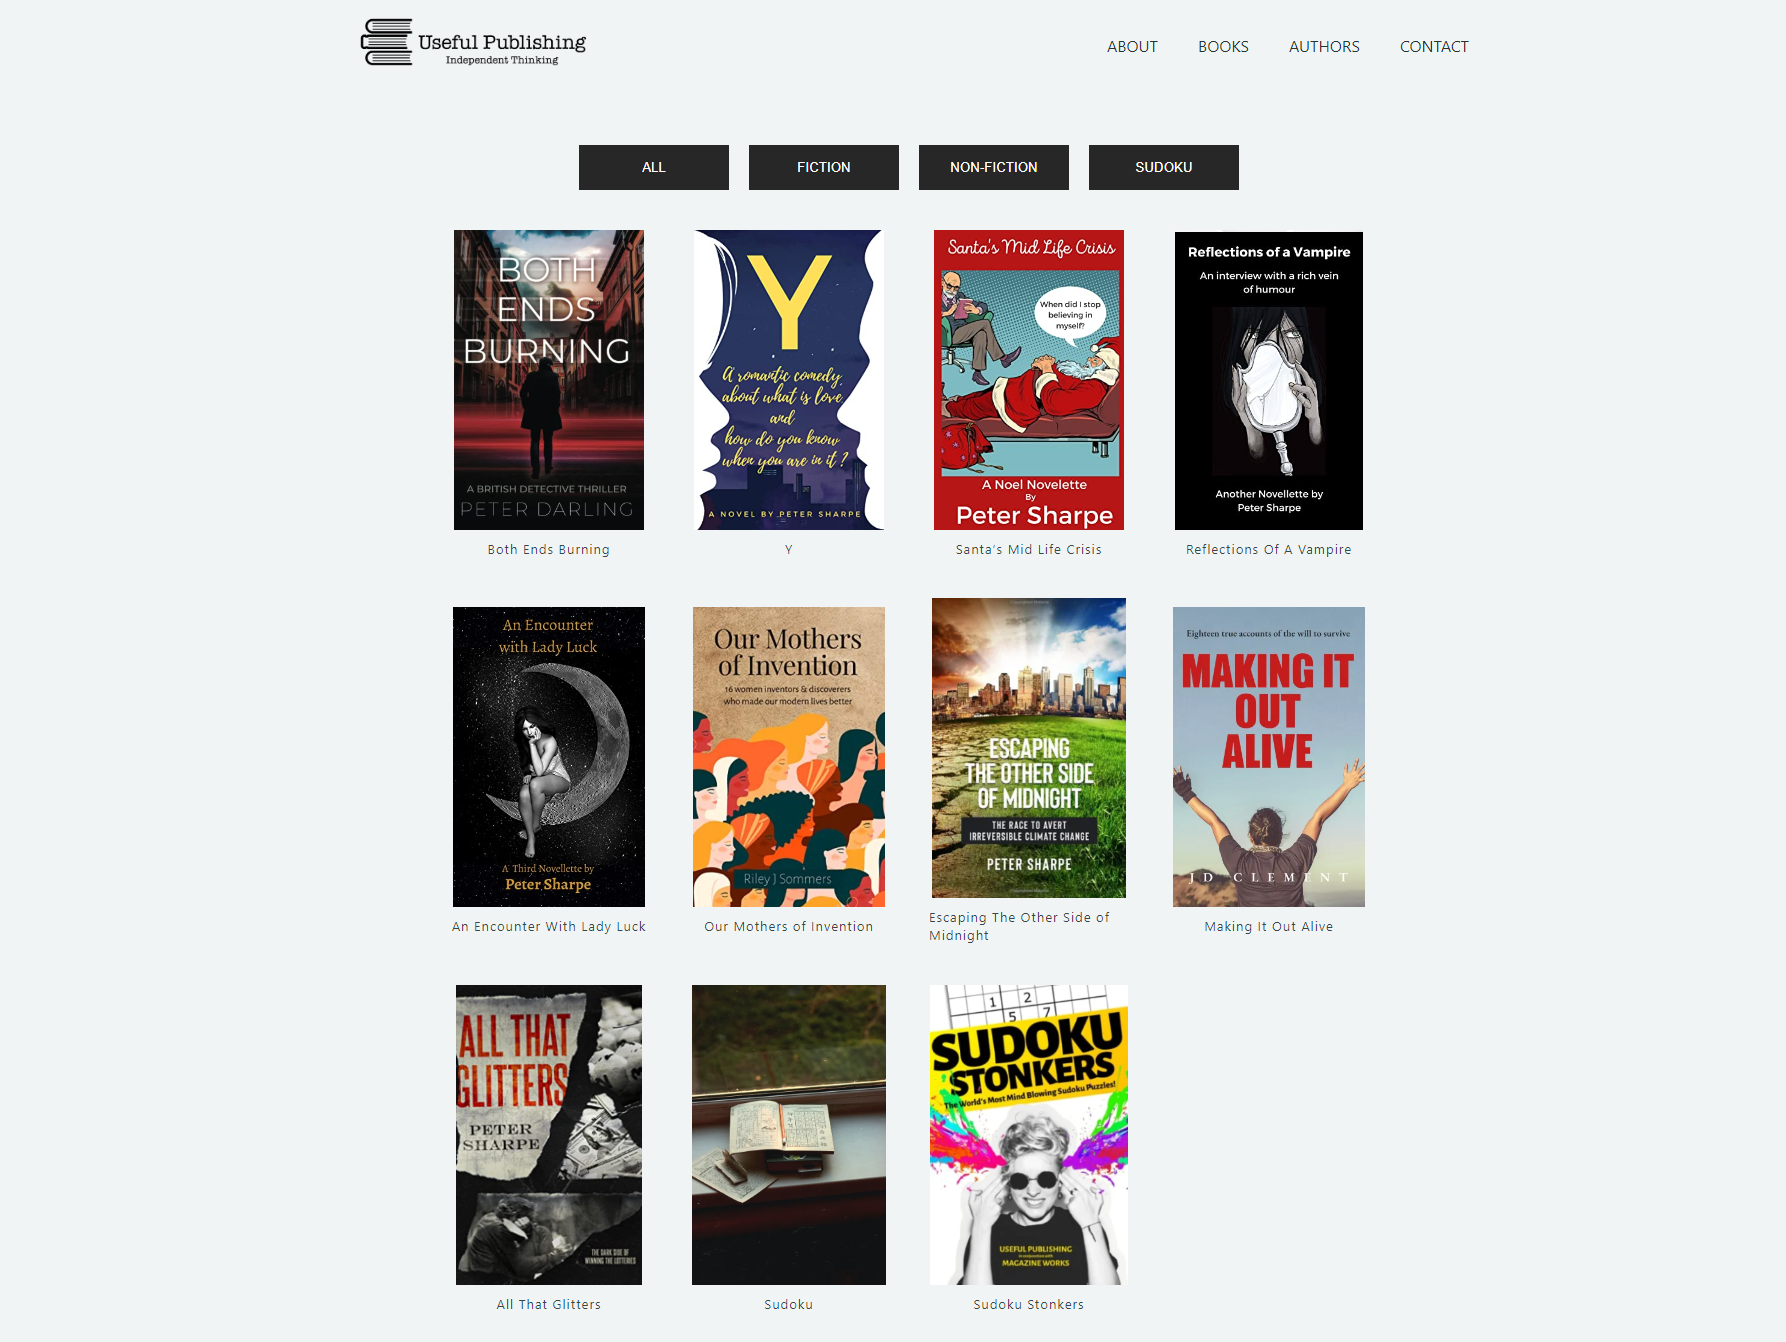 Useful Publishing
Independent Thinking
ABOUT
BOOKS
AUTHORS
CONTACT
ALL
FICTION
NON-FICTION
SUDOKU
BOTH
ENDS
BURNING
A BRITISH DETECTIVE THRILLER
PETER DARLING
Both Ends Burning
Y
A romantic comedy,
about what is love
and
how do you know
when you are in it ?
A NOVEL BY PETER SHARPE
Y
Santa's Mid Life Crisis
When did I stop
believing in
myself?
A Noel Novelette
By
Peter Sharpe
Santa's Mid Life Crisis
Reflections of a Vampire
An interview with a rich vein
of humour
Another Novellette by
Peter Sharpe
Reflections Of A Vampire
An Encounter
with Lady Luck
A Third Novellette by
Peter Sharpe
An Encounter With Lady Luck
Our Mothers
of Invention
16 women inventors & discoverers
who made our modern lives better
Riley J Sommers
Our Mothers of Invention
ESCAPING
THE OTHER SIDE
OF MIDNIGHT
THE RACE TO AVERT
IRREVERSIBLE CLIMATE CHANGE
PETER SHARPE
Escaping The Other Side of
Midnight
Eighteen true accounts of the will to survive
MAKING IT
OUT
ALIVE
JD CLEMENT
Making It Out Alive
ALL THAT
GLITTERS
PETER
SHARPE
THE DARK SIDE OF
WINNING THE LOTTERIES
All That Glitters
Sudoku
1 2
5 7
SUDOKU
STONKERS
The World's Most Mind Blowing Sudoku Puzzles!
USEFUL PUBLISHING
in conjunction with
MAGAZINE WORKS
Sudoku Stonkers